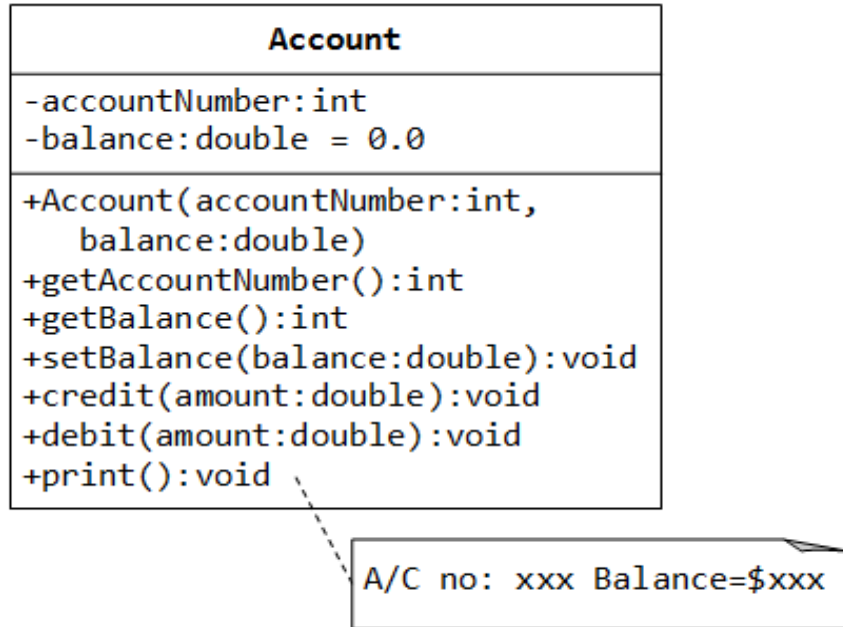 Account
-accountNumber:int
-balance:double = 0.0
+Account(accountNumber:int,
balance:double)
+getAccountNumber():int
+getBalance():int
+setBalance(balance:double):void
+credit(amount:double):void
+debit(amount:double):void
+print():void
A/C no: xxx Balance=$xxx